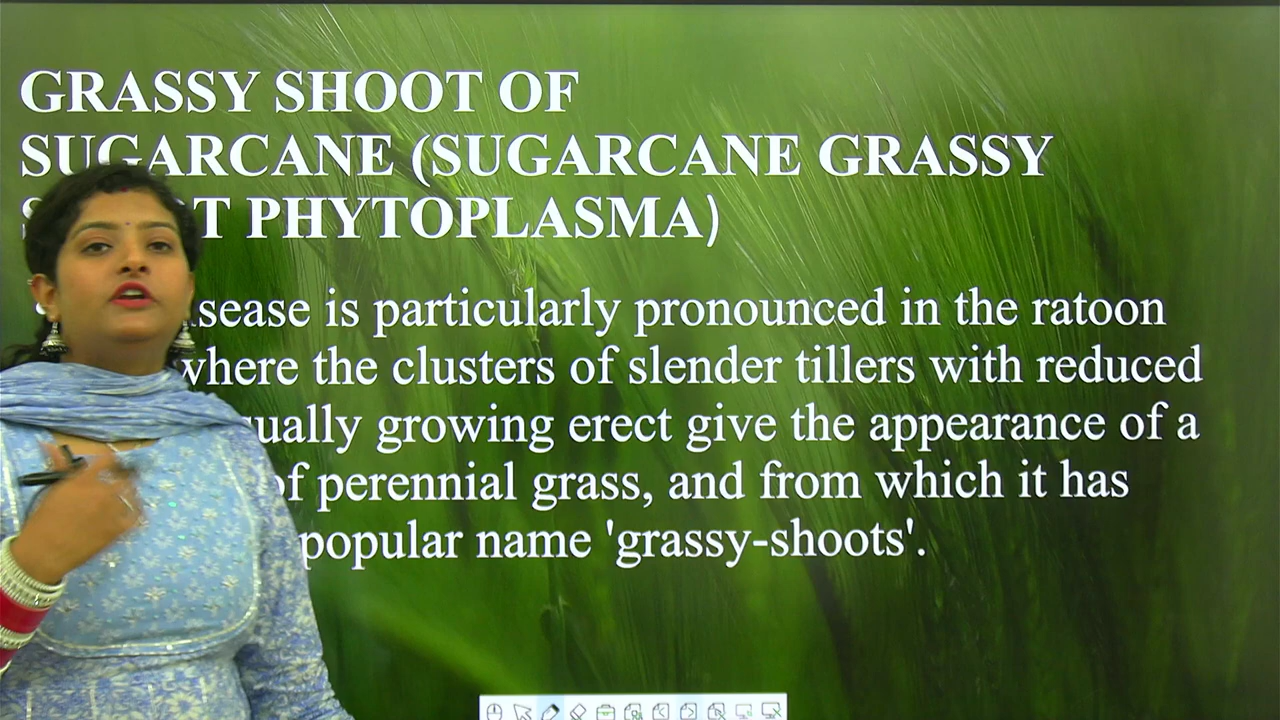 GRASSY SHOOT OF
SUGARCANE (SUGARCANE GRASSY
T PHYTOPLASMA)
sease is particularly pronounced in the ratoon
where the clusters of slender tillers with reduced
ually growing erect give the appearance of a
of perennial grass, and from which it has
popular name 'grassy-shoots'.